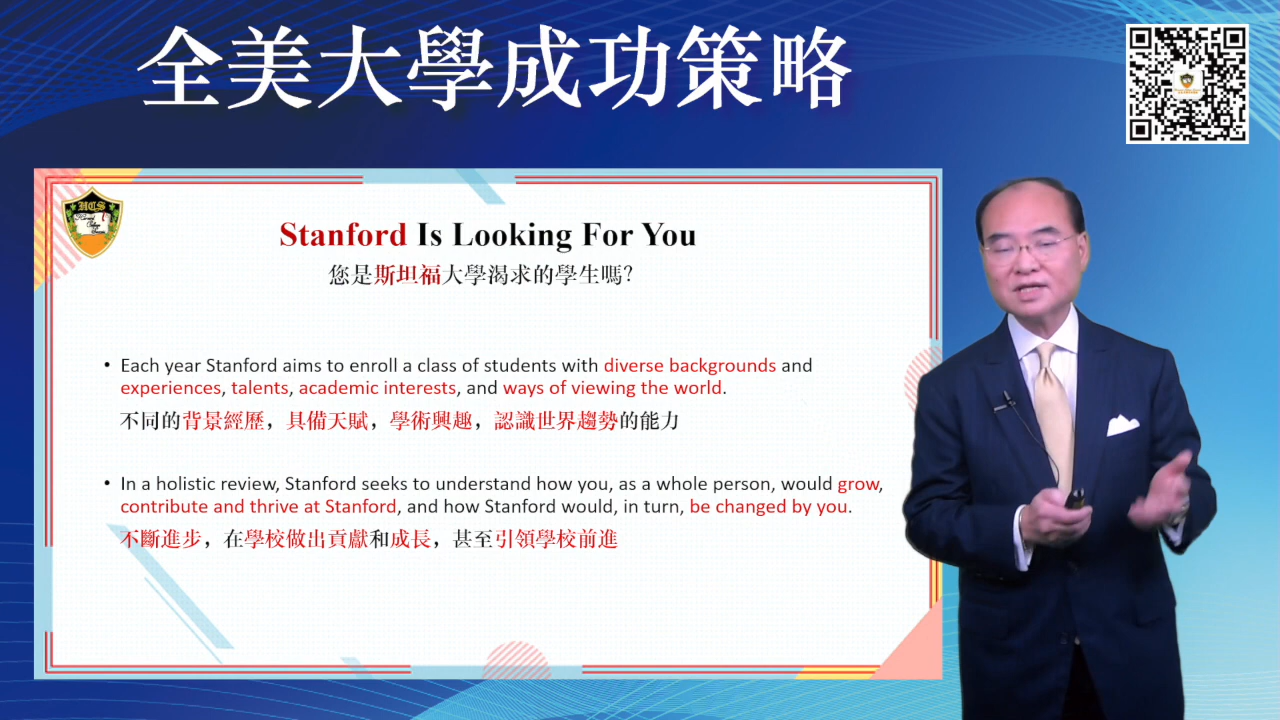 全美大學成功策略
HCS
Stanford Is Looking For You
您是斯坦福大學渴求的學生嗎?
• Each year Stanford aims to enroll a class of students with diverse backgrounds and
experiences, talents, academic interests, and ways of viewing the world.
不同的背景經歷，具備天賦，學術興趣，認識世界趨勢的能力
• In a holistic review, Stanford seeks to understand how you, as a whole person, would grow,
contribute and thrive at Stanford, and how Stanford would, in turn, be changed by you.
不斷進步，在學校做出貢獻和成長，甚至引領學校前進